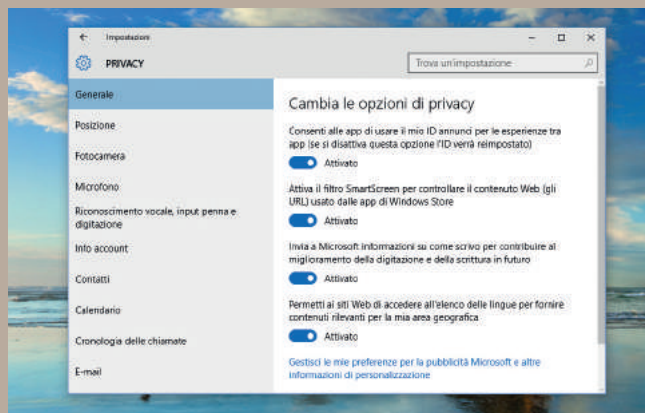 Impostazioni
PRIVACY
Trova un'impostazione
Generale
Posizione
Fotocamera
Microfono
Riconoscimento vocale, input penna e
digitazione
Info account
Contatti
Calendario
Cronologia delle chiamate
E-mail
Cambia le opzioni di privacy
Consenti alle app di usare il mio ID annunci per le esperienze tra
app (se si disattiva questa opzione l'ID verrà reimpostato)
Attivato
Attiva il filtro SmartScreen per controllare il contenuto Web (gli
URL) usato dalle app di Windows Store
Attivato
Invia a Microsoft informazioni su come scrivo per contribuire al
miglioramento della digitazione e della scrittura in futuro
Attivato
Permetti ai siti Web di accedere all'elenco delle lingue per fornire
contenuti rilevanti per la mia area geografica
Attivato
Gestisci le mie preferenze per la pubblicità Microsoft e altre
informazioni di personalizzazione